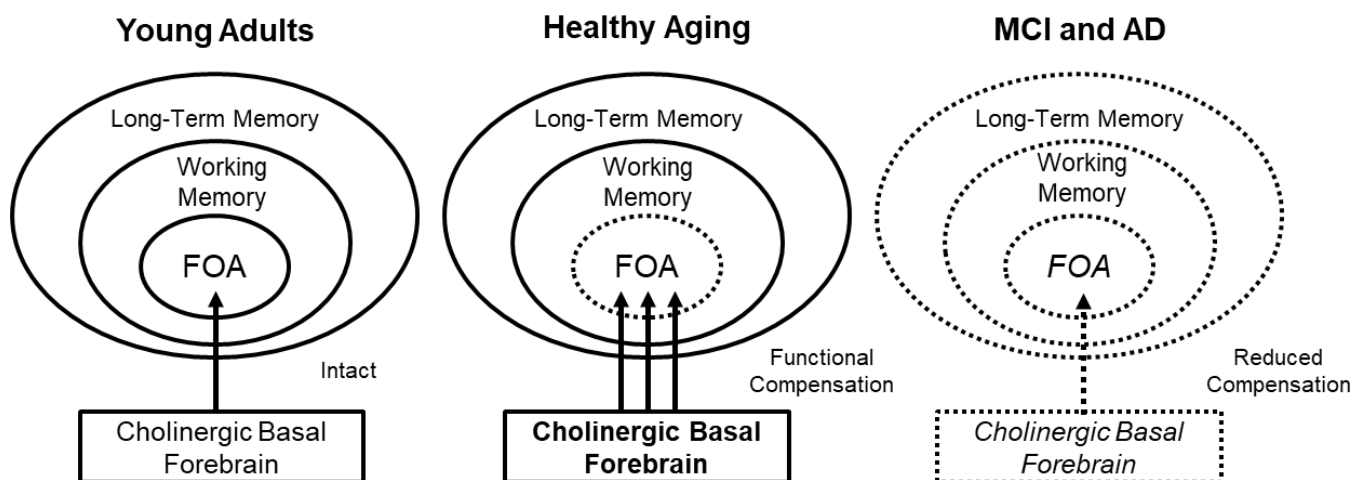 Young Adults
Long-Term Memory
Working
Memory
FOA
Intact
Cholinergic Basal
Forebrain
Healthy Aging
Long-Term Memory
Working
Memory
FOA
Functional
Compensation
Cholinergic Basal
Forebrain
MCI and AD
Long-Term Memory
Working
Memory
FOA
Reduced
Compensation
Cholinergic Basal
Forebrain